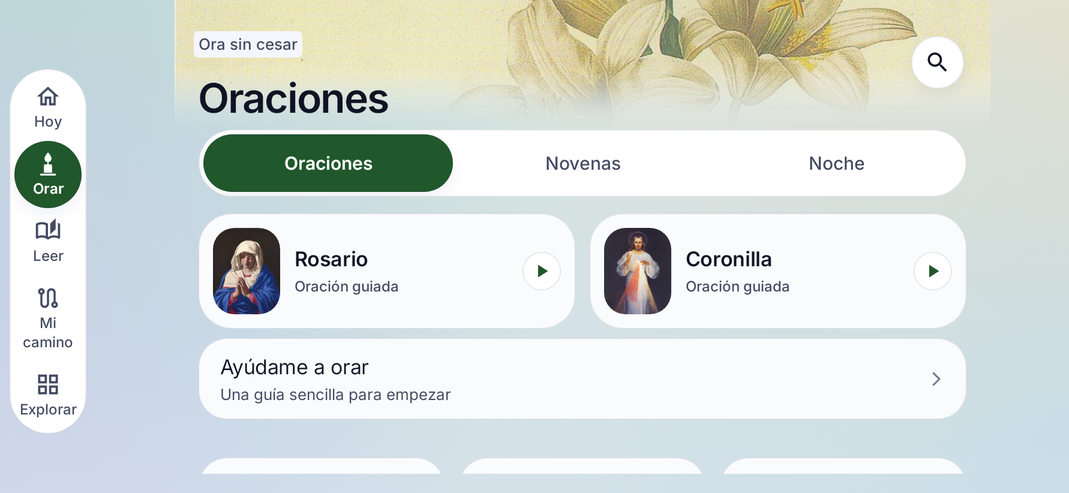 Ora sin cesar
Oraciones
Hoy
Orar
Leer
Mi
camino
Explorar
Oraciones
Novenas
Noche
Rosario
Oración guiada
Coronilla
Oración guiada
Ayúdame a orar
Una guía sencilla para empezar